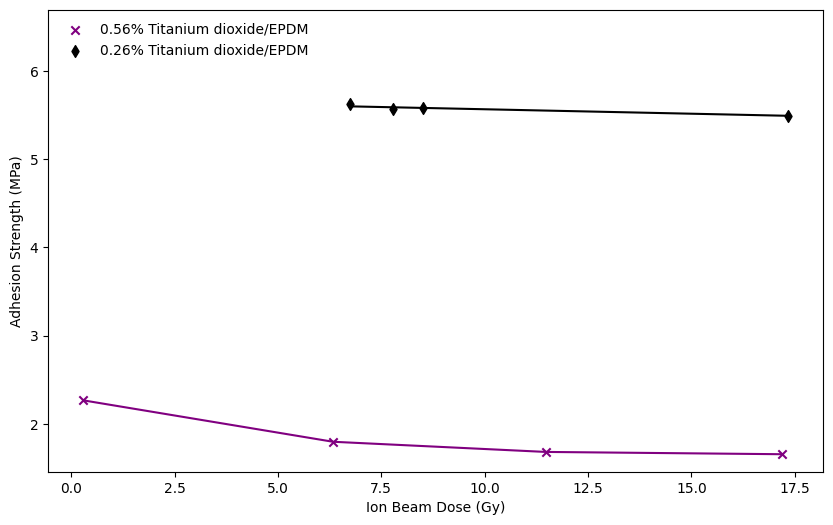 0.56% Titanium dioxide/EPDM
0.26% Titanium dioxide/EPDM
Adhesion Strength (MPa)
6
5
4
3
2
0.0 2.5 5.0 7.5 10.0 12.5 15.0 17.5
Ion Beam Dose (Gy)